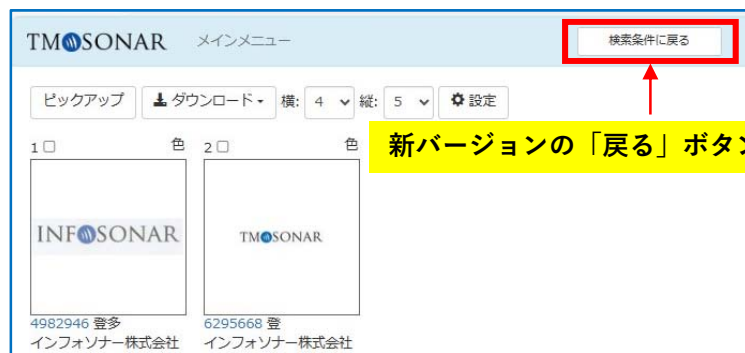 TMSONAR メインメニュー 検索条件に戻る
ピックアップ ダウンロード 横: 4 縦: 5 設定
新バージョンの「戻る」ボタン
1 色 2 色
INFOSONAR TMSONAR
4982946 登多 6295668 登
インフォソナー株式会社 インフォソナー株式会社